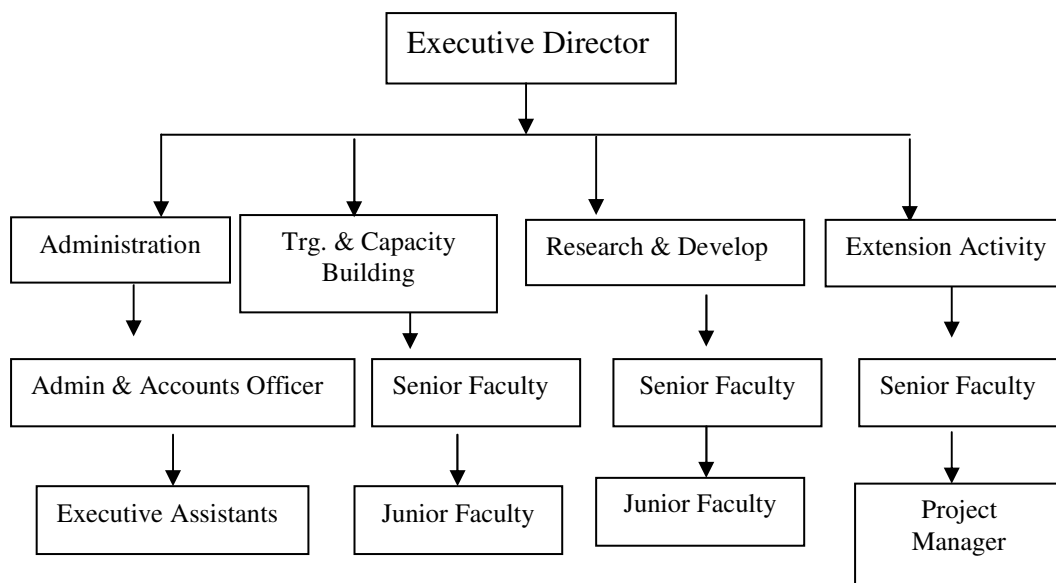 Executive Director
Administration
Trg. & Capacity
Building
Research & Develop
Extension Activity
Admin & Accounts Officer
Senior Faculty
Senior Faculty
Senior Faculty
Executive Assistants
Junior Faculty
Junior Faculty
Project
Manager